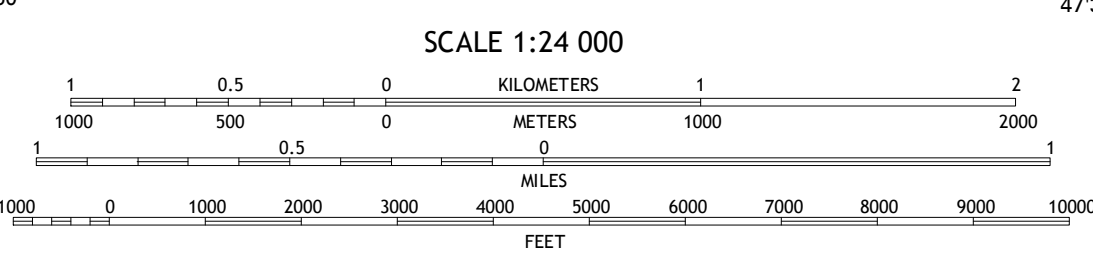 SCALE 1:24 000
1 0.5 0 KILOMETERS 1 2
1000 500 0 METERS 1000 2000
1 0.5 0 1
MILES
1000 0 1000 2000 3000 4000 5000 6000 7000 8000 9000 10000
FEET